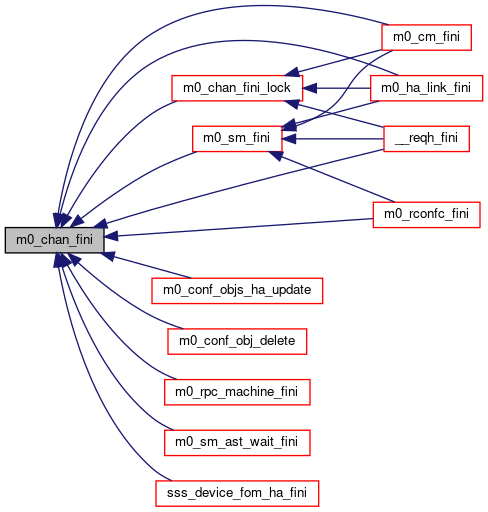 m0_cm_fini
m0_chan_fini_lock
m0_ha_link_fini
m0_sm_fini
__reqh_fini
m0_rconfc_fini
m0_chan_fini
m0_conf_objs_ha_update
m0_conf_obj_delete
m0_rpc_machine_fini
m0_sm_ast_wait_fini
sss_device_fom_ha_fini